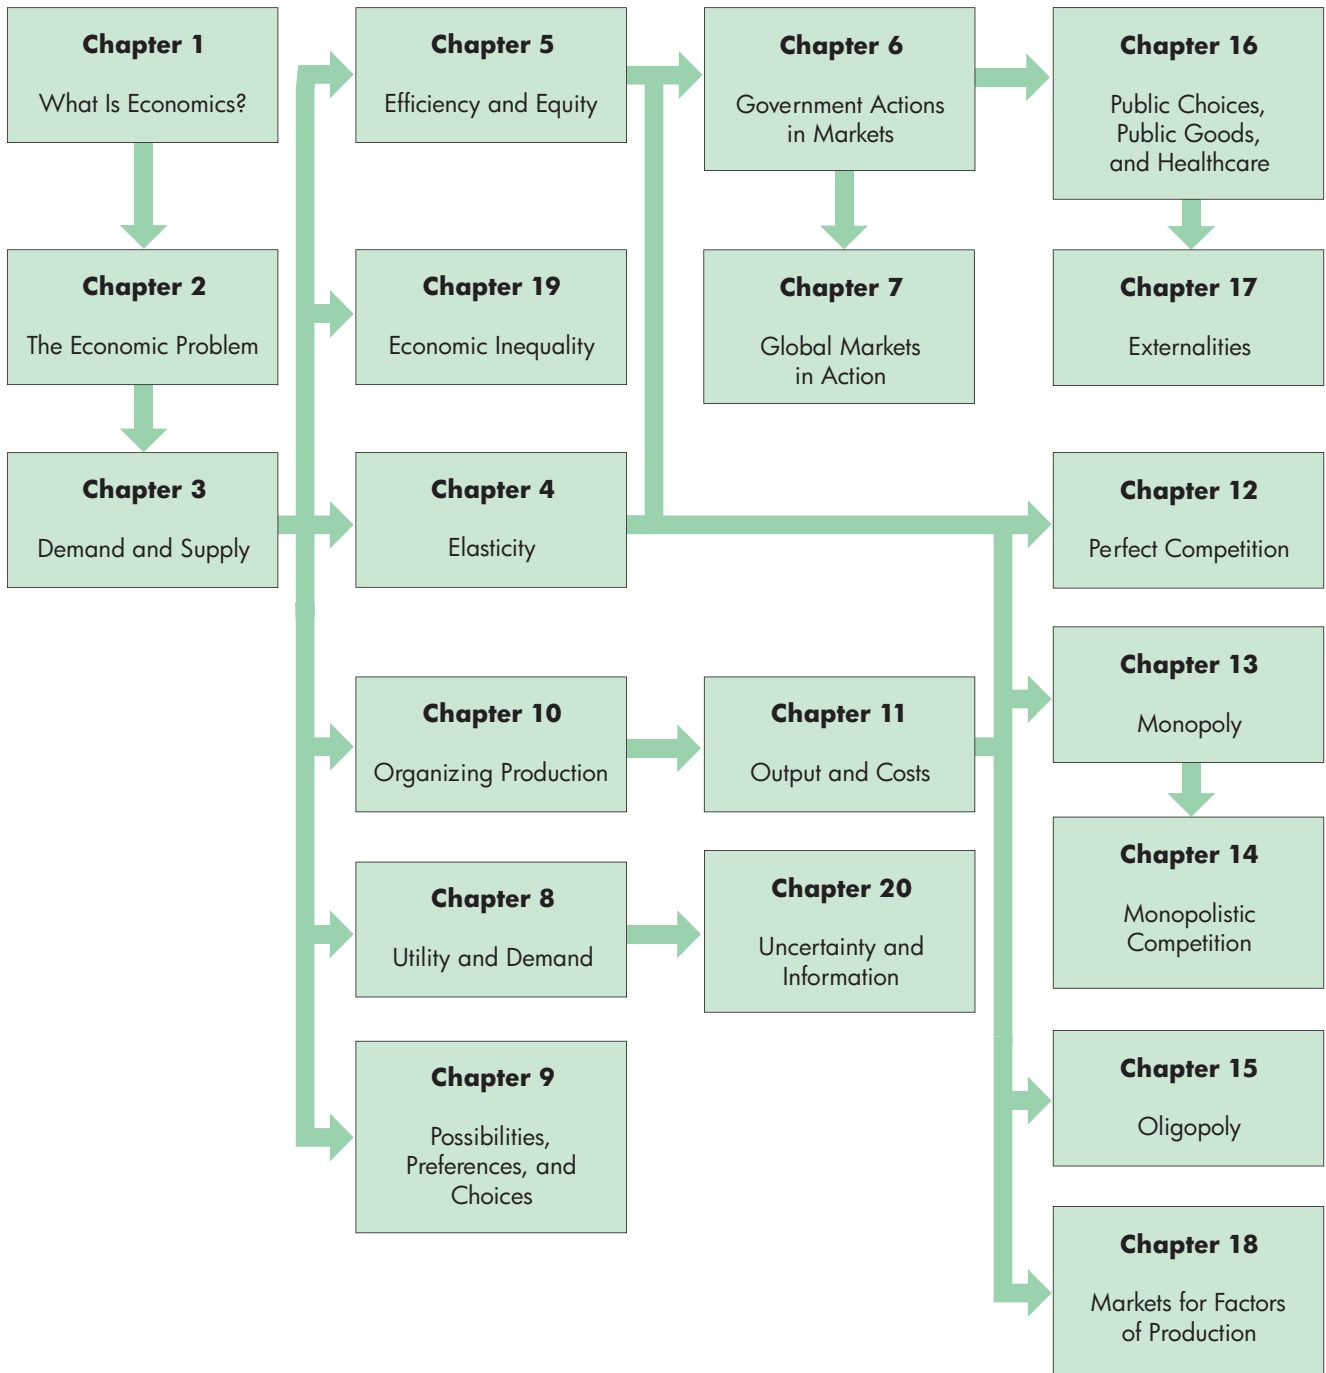 Chapter 1
What Is Economics?
Chapter 2
The Economic Problem
Chapter 3
Demand and Supply
Chapter 5
Efficiency and Equity
Chapter 19
Economic Inequality
Chapter 4
Elasticity
Chapter 10
Organizing Production
Chapter 8
Utility and Demand
Chapter 9
Possibilities,
Preferences, and
Choices
Chapter 6
Government Actions
in Markets
Chapter 7
Global Markets
in Action
Chapter 11
Output and Costs
Chapter 20
Uncertainty and
Information
Chapter 16
Public Choices,
Public Goods,
and Healthcare
Chapter 17
Externalities
Chapter 12
Perfect Competition
Chapter 13
Monopoly
Chapter 14
Monopolistic
Competition
Chapter 15
Oligopoly
Chapter 18
Markets for Factors
of Production